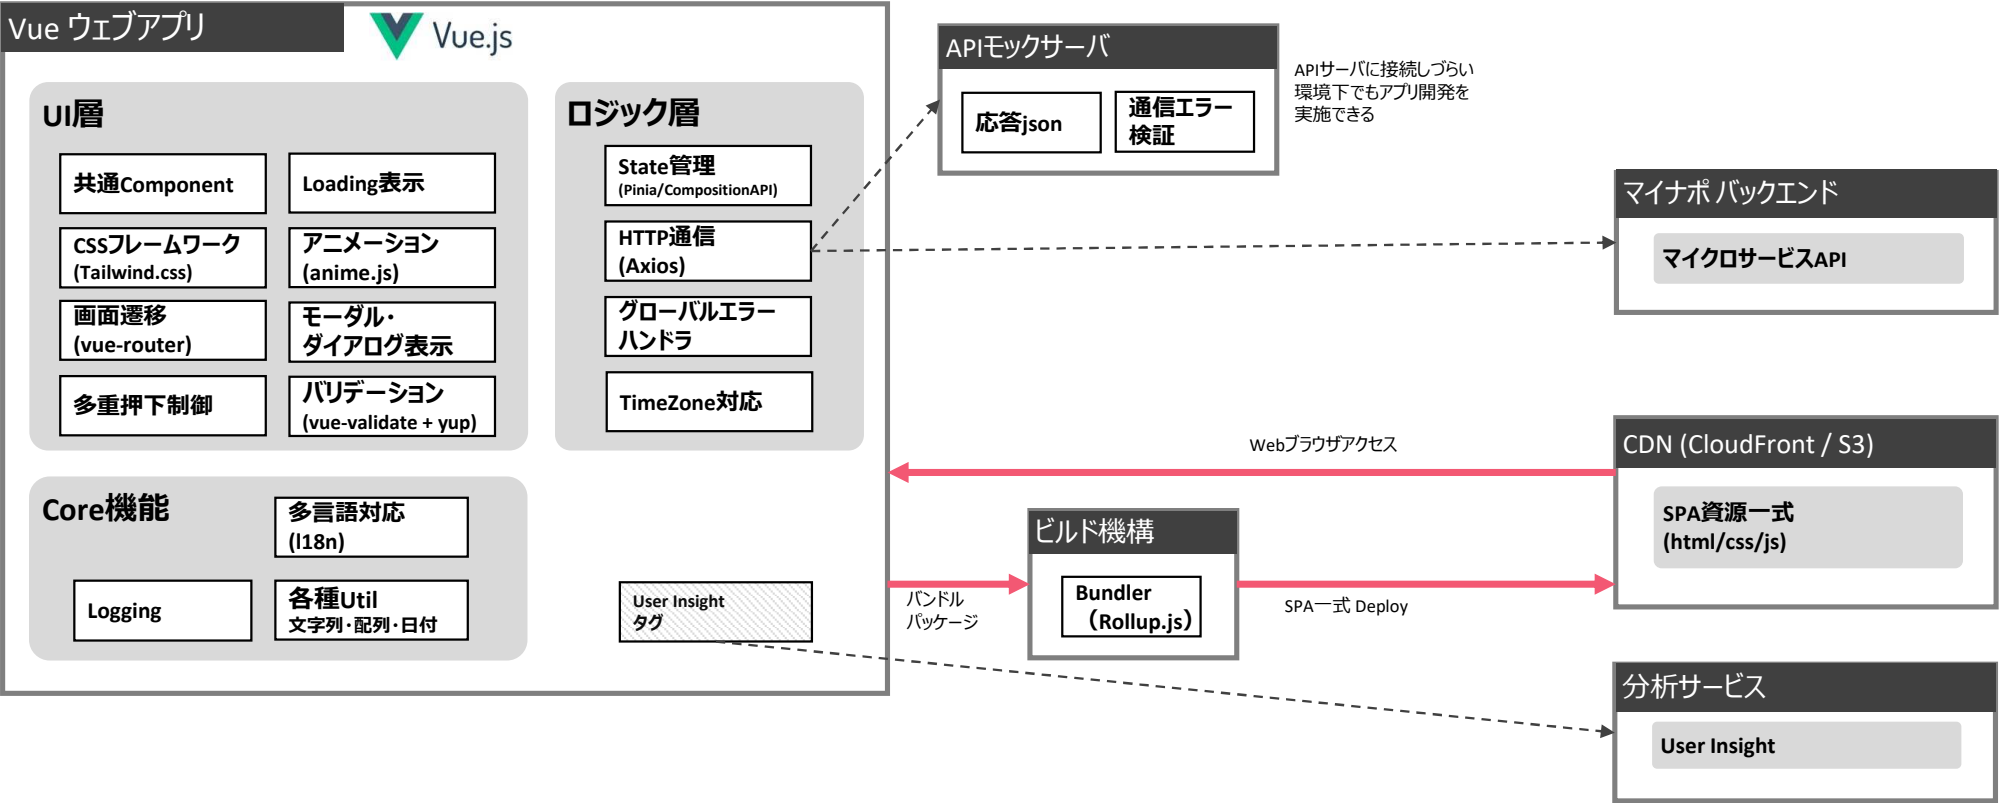 Vue ウェブアプリ
Vue.js
UI層
共通Component
Loading表示
CSSフレームワーク
(Tailwind.css)
アニメーション
(anime.js)
画面遷移
(vue-router)
モーダル・
ダイアログ表示
多重押下制御
バリデーション
(vue-validate + yup)
ロジック層
State管理
(Pinia/CompositionAPI)
HTTP通信
(Axios)
グローバルエラー
ハンドラ
TimeZone対応
Core機能
多言語対応
(I18n)
Logging
各種Util
文字列・配列・日付
User Insight
タグ
APIモックサーバ
応答json
通信エラー
検証
APIサーバに接続しづらい
環境下でもアプリ開発を
実施できる
マイナポ バックエンド
マイクロサービスAPI
Webブラウザアクセス
CDN (CloudFront / S3)
SPA資源一式
(html/css/js)
バンドル
パッケージ
ビルド機構
Bundler
（Rollup.js）
SPA一式 Deploy
分析サービス
User Insight